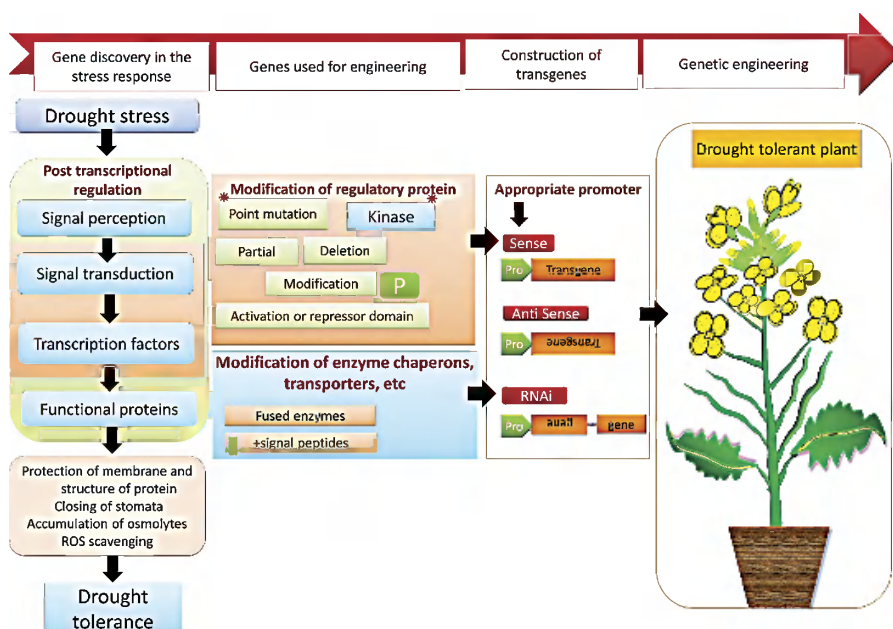 Gene discovery in the
stress response
Genes used for engineering
Construction of
transgenes
Genetic engineering
Drought stress
Post transcriptional
regulation
Signal perception
Signal transduction
Transcription factors
Functional proteins
Protection of membrane and
structure of protein
Closing of stomata
Accumulation of osmolytes
ROS scavenging
Drought
tolerance
*Modification of regulatory protein*
Point mutation
Kinase
Partial
Deletion
Modification
P
Activation or repressor domain
Modification of enzyme chaperons,
transporters, etc
Fused enzymes
+signal peptides
Appropriate promoter
Sense
Pro
Transgene
Anti Sense
Pro
Transgene
RNAi
Pro
gene
Drought tolerant plant